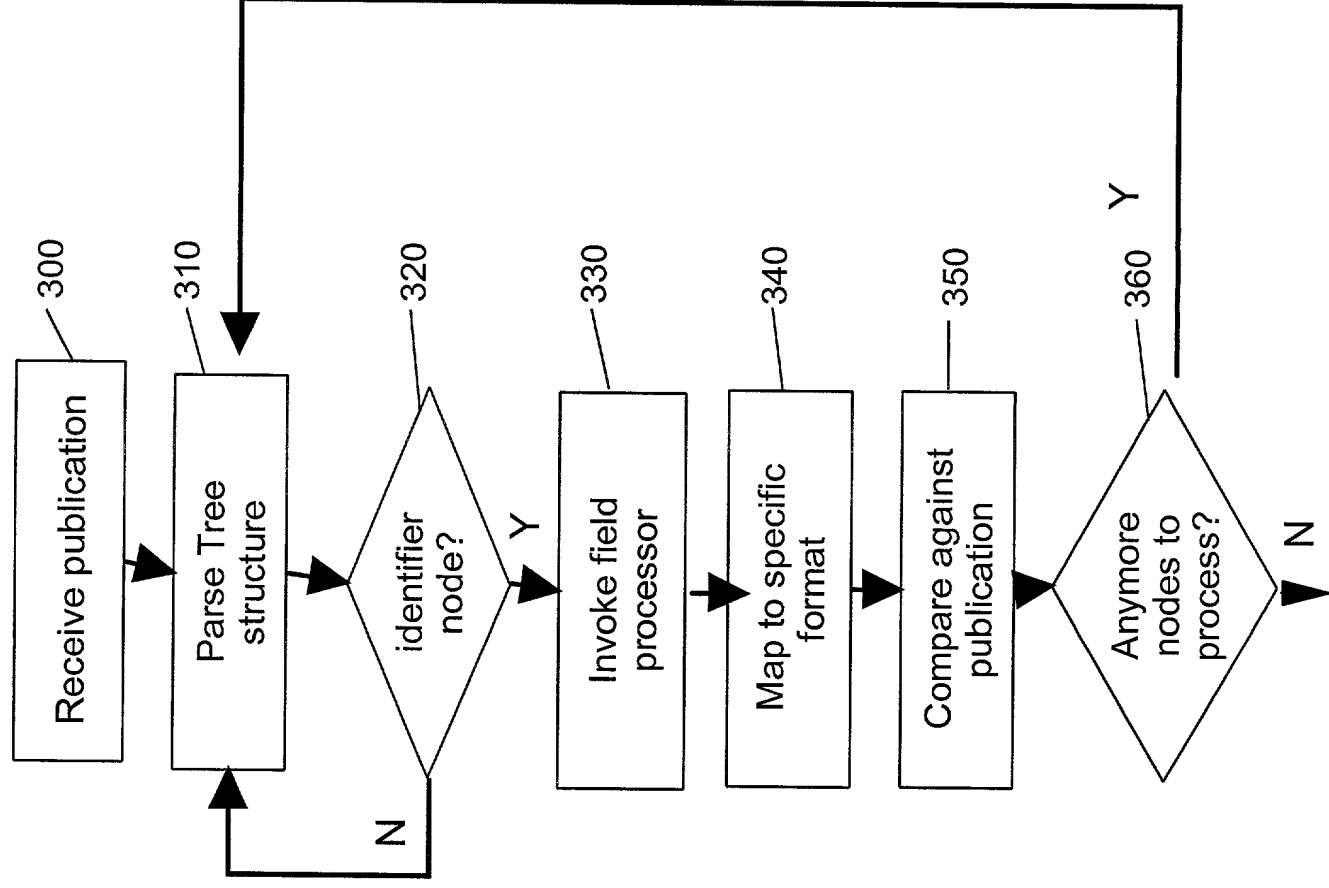 Receive publication
300
Parse Tree
structure
310
identifier
node?
320
N
Y
Invoke field
processor
330
Map to specific
format
340
Compare against
publication
350
Anymore
nodes to
process?
360
Y
N